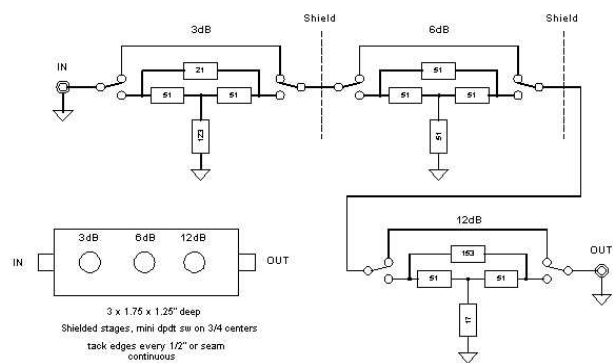 Shield
Shield
3dB
6dB
IN
21
51
51
51
51
51
123
51
12dB
OUT
153
51
51
17
3dB
6dB
12dB
IN
OUT
3 x 1.75 x 1.25" deep
Shielded stages, mini dpdt sw on 3/4 centers
tack edges every 1/2" or seam
continuous